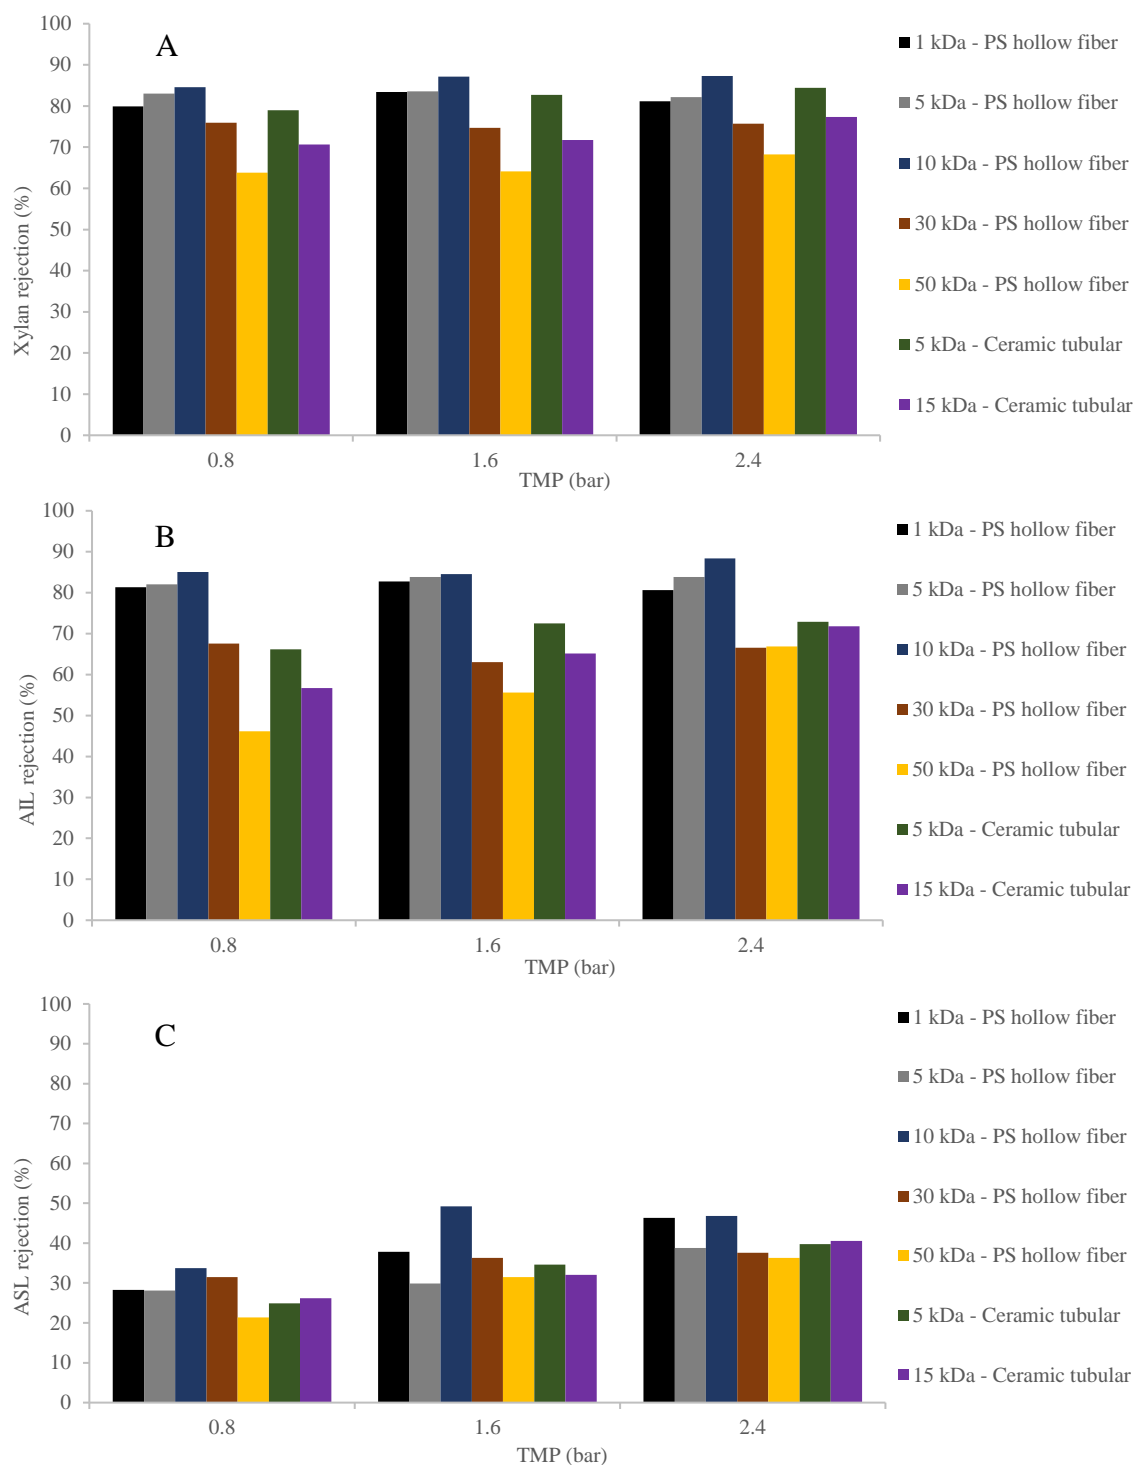 A
Xylan rejection (%)
100
90
80
70
60
50
40
30
20
10
0
0.8
1.6
2.4
TMP (bar)
1 kDa - PS hollow fiber
5 kDa - PS hollow fiber
10 kDa - PS hollow fiber
30 kDa - PS hollow fiber
50 kDa - PS hollow fiber
5 kDa - Ceramic tubular
15 kDa - Ceramic tubular
B
AIL rejection (%)
100
90
80
70
60
50
40
30
20
10
0
0.8
1.6
2.4
TMP (bar)
1 kDa - PS hollow fiber
5 kDa - PS hollow fiber
10 kDa - PS hollow fiber
30 kDa - PS hollow fiber
50 kDa - PS hollow fiber
5 kDa - Ceramic tubular
15 kDa - Ceramic tubular
C
ASL rejection (%)
100
90
80
70
60
50
40
30
20
10
0
0.8
1.6
2.4
TMP (bar)
1 kDa - PS hollow fiber
5 kDa - PS hollow fiber
10 kDa - PS hollow fiber
30 kDa - PS hollow fiber
50 kDa - PS hollow fiber
5 kDa - Ceramic tubular
15 kDa - Ceramic tubular